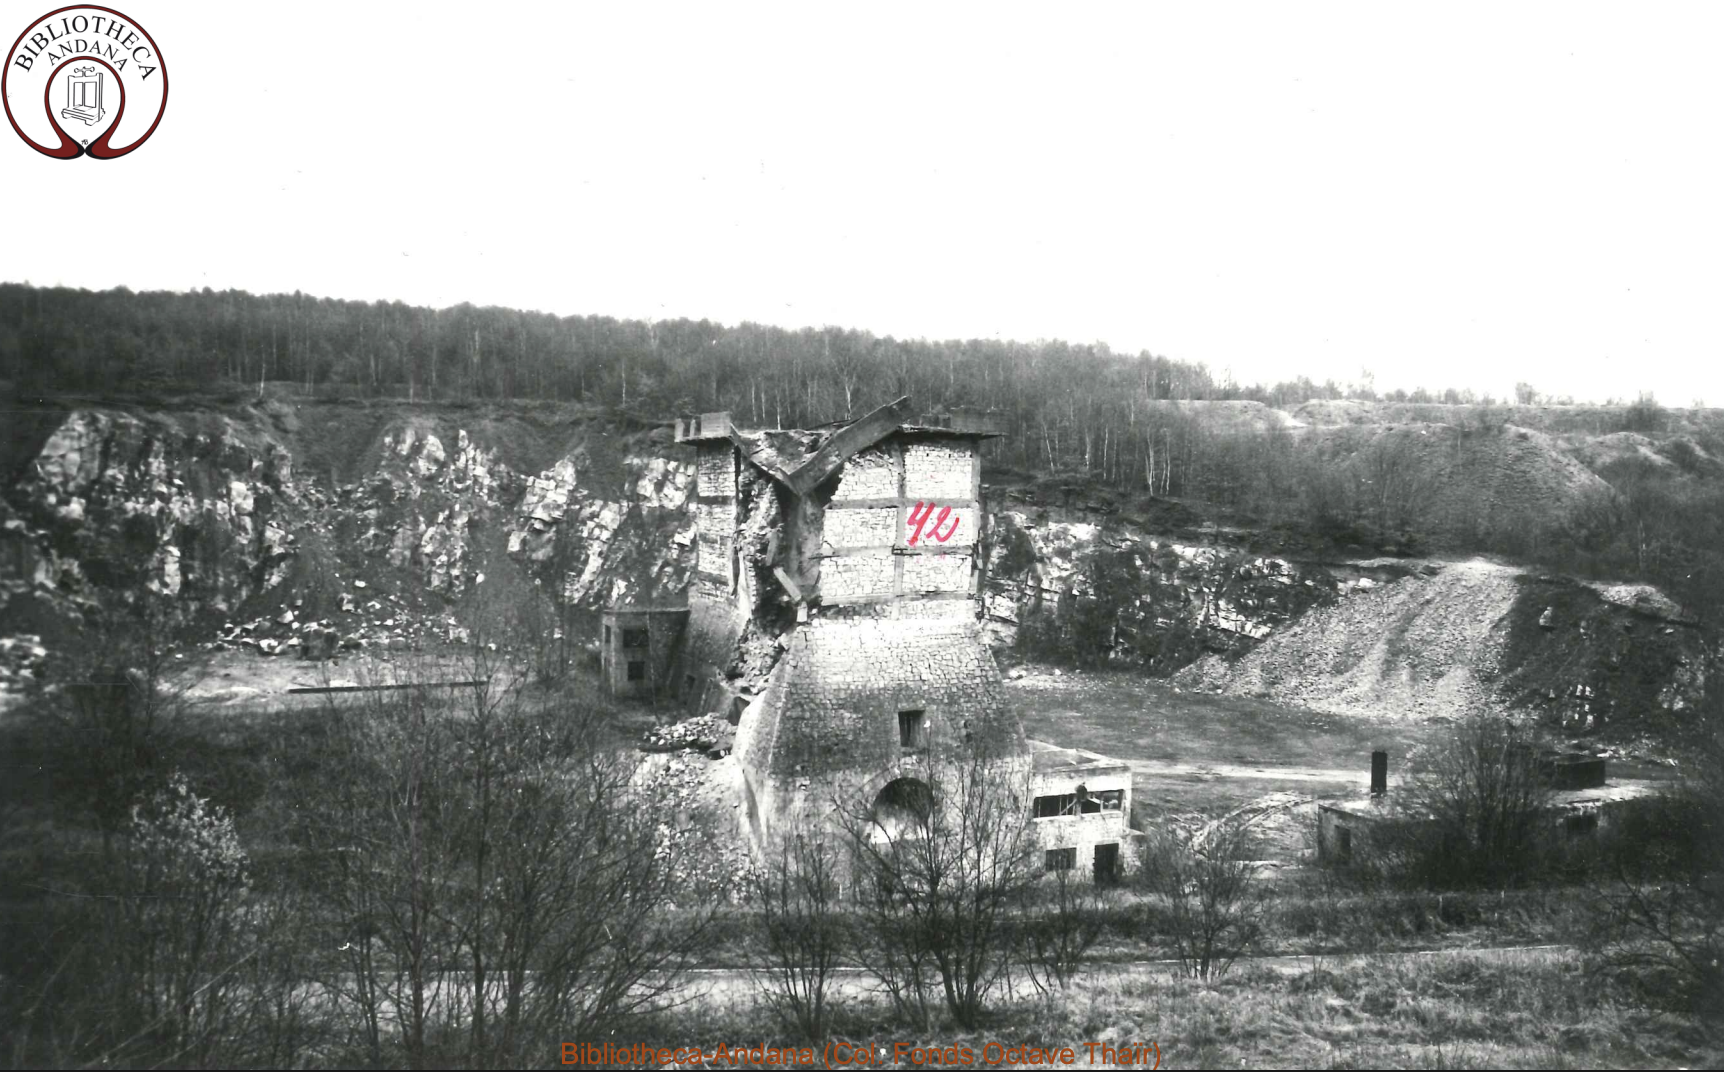 BIBLIOTHECA
ANDANA
42
Bibliotheca-Andana (Col. Fonds Octave Thaïr)